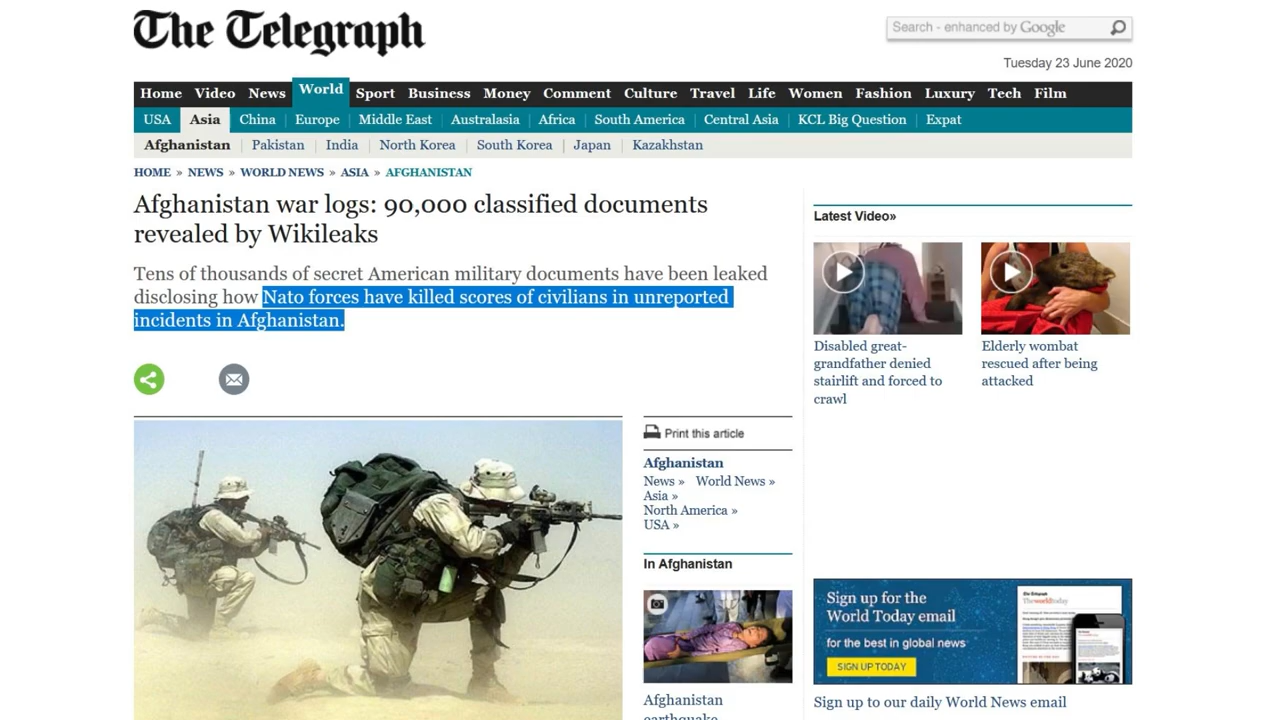 The Telegraph
Search - enhanced by Google
Tuesday 23 June 2020
Home Video News World Sport Business Money Comment Culture Travel Life Women Fashion Luxury Tech Film
USA Asia China Europe Middle East Australasia Africa South America Central Asia KCL Big Question Expat
Afghanistan Pakistan India North Korea South Korea Japan Kazakhstan
HOME » NEWS » WORLD NEWS » ASIA » AFGHANISTAN
Afghanistan war logs: 90,000 classified documents
revealed by Wikileaks
Tens of thousands of secret American military documents have been leaked
disclosing how Nato forces have killed scores of civilians in unreported
incidents in Afghanistan.
Print this article
Afghanistan
News » World News »
Asia »
North America »
USA »
In Afghanistan
Afghanistan
earthquake
Latest Video»
Disabled great-
grandfather denied
stairlift and forced to
crawl
Elderly wombat
rescued after being
attacked
Sign up for the
World Today email
for the best in global news
SIGN UP TODAY
The Telegraph
Theworldtoday
Sign up to our daily World News email